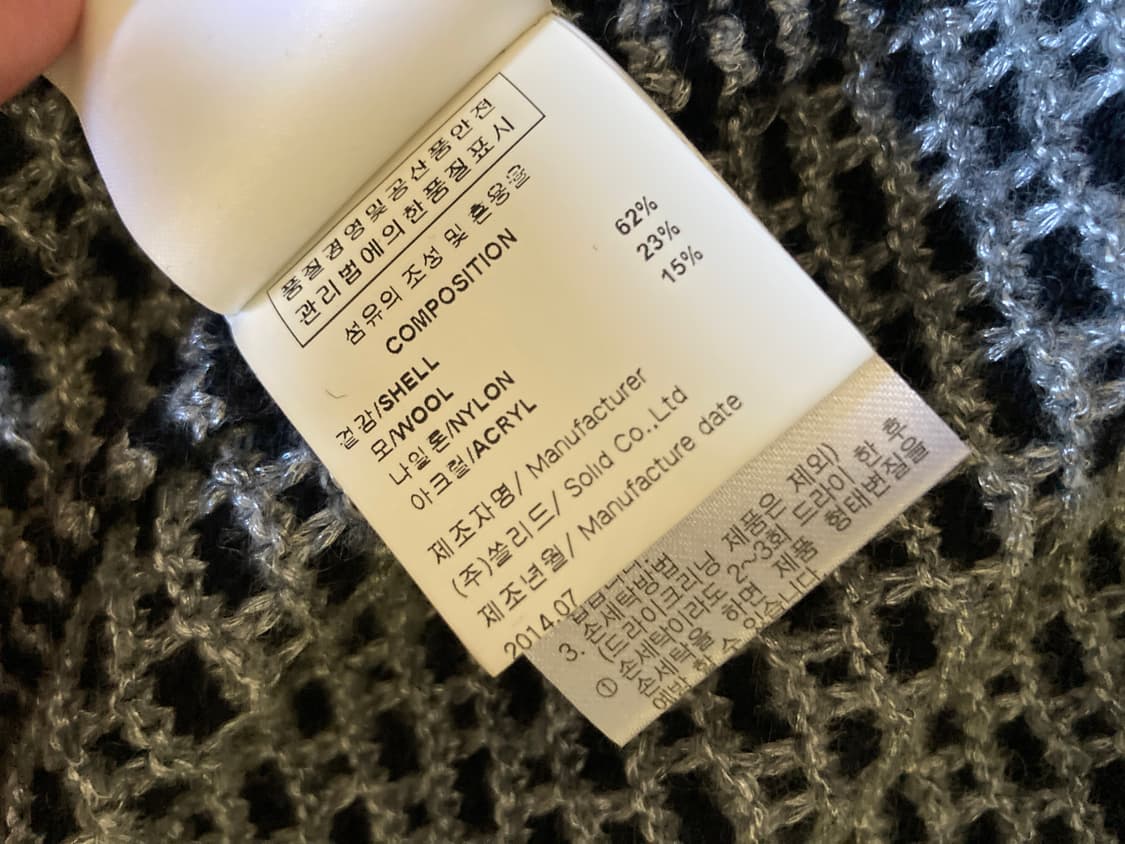 품질경영및공산품안전
관리법에의한품질표시
섬유의 조성 및 혼용율
COMPOSITION
겉감/SHELL
모/WOOL 62%
나일론/NYLON 23%
아크릴/ACRYL 15%
제조자명/ Manufacturer
(주)쏠리드/ Solid Co.,Ltd
제조년월/ Manufacture date
2014.07
3. 손세탁방법
(드라이크리닝 제품은 제외)
① 손세탁이라도 2~3회 드라이 한 후
손세탁을 하면 제품 형태변질을
수 있습니다